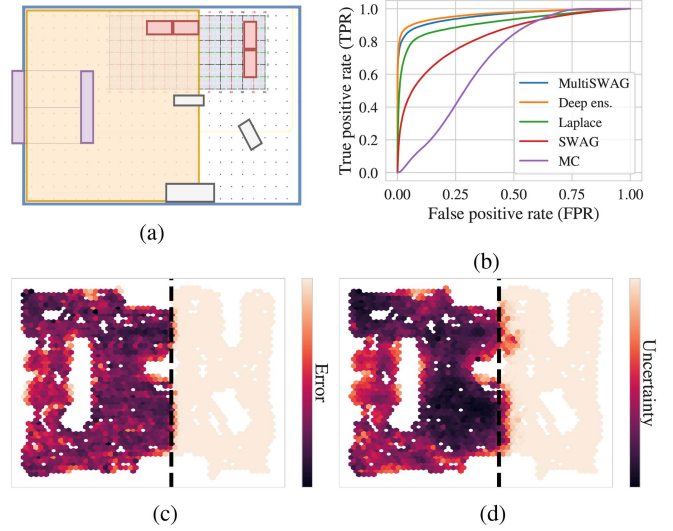 (a)
True positive rate (TPR)
1.0
0.8
0.6
0.4
0.2
0.0
MultiSWAG
Deep ens.
Laplace
SWAG
MC
0.00 0.25 0.50 0.75 1.00
False positive rate (FPR)
(b)
Error
Uncertainty
(c)
(d)